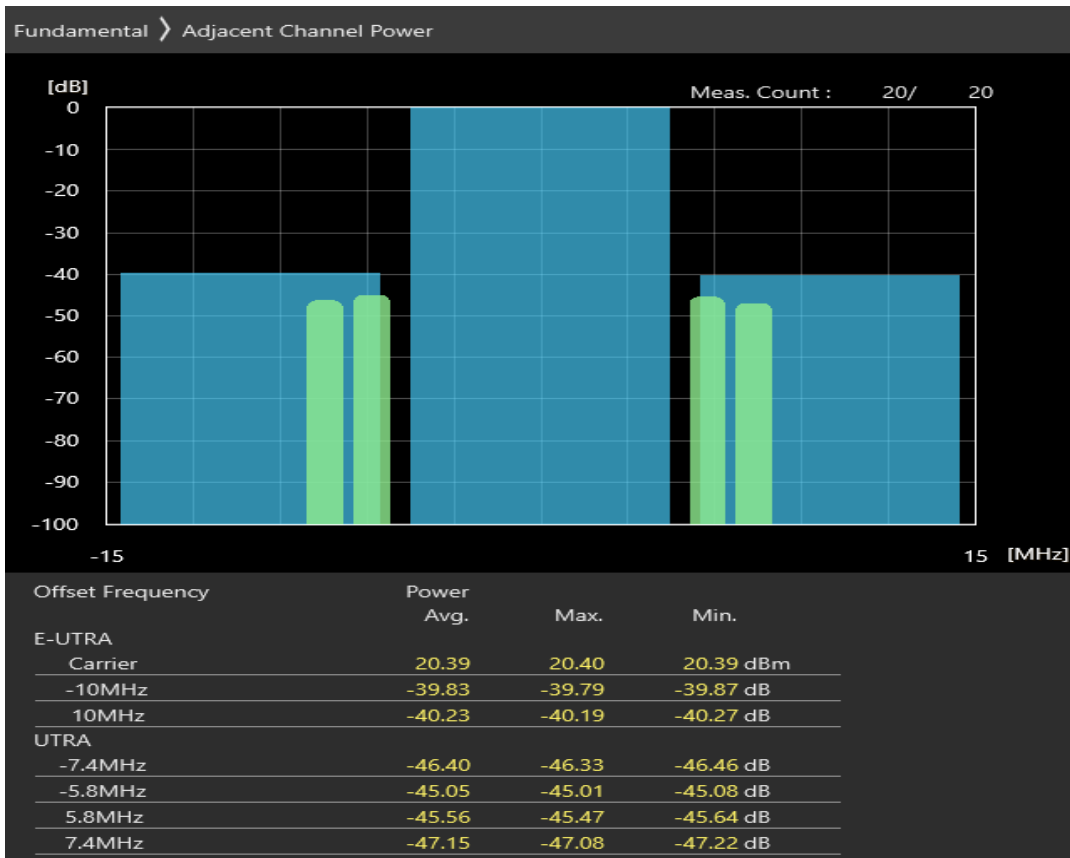 Fundamental 〉 Adjacent Channel Power
[dB]
Meas. Count : 20/ 20
0
-10
-20
-30
-40
-50
-60
-70
-80
-90
-100
-15 15 [MHz]
Offset Frequency Power
Avg. Max. Min.
E-UTRA
Carrier 20.39 20.40 20.39 dBm
-10MHz -39.83 -39.79 -39.87 dB
10MHz -40.23 -40.19 -40.27 dB
UTRA
-7.4MHz -46.40 -46.33 -46.46 dB
-5.8MHz -45.05 -45.01 -45.08 dB
5.8MHz -45.56 -45.47 -45.64 dB
7.4MHz -47.15 -47.08 -47.22 dB